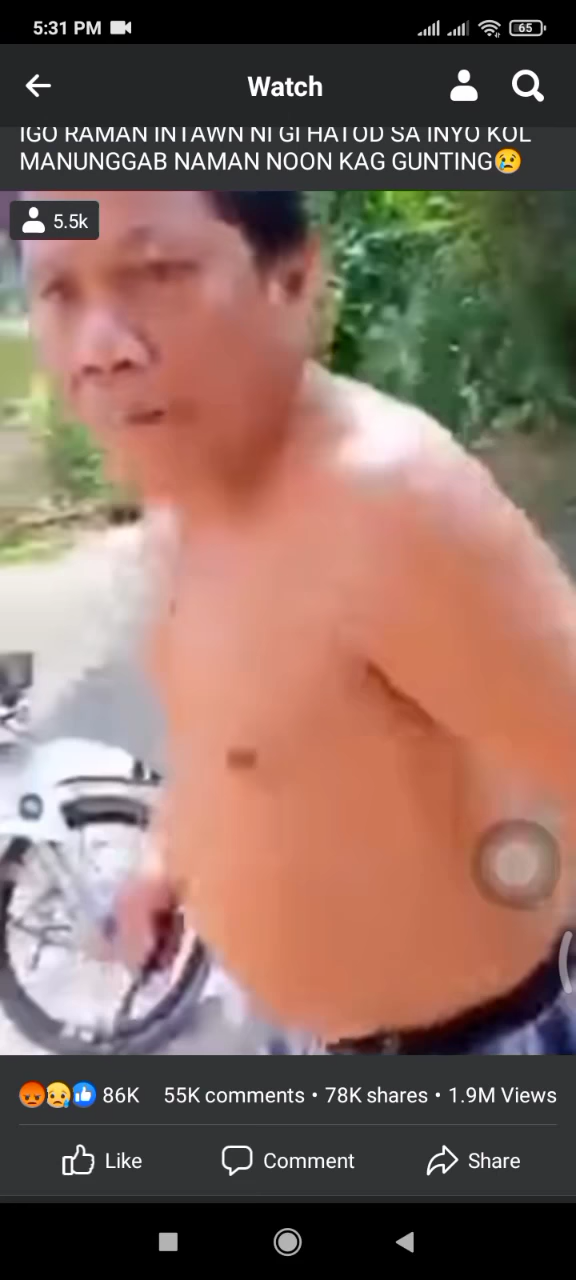 5:31 PM
65
Watch
IGO RAMAN INTAWN NI GI HATOD SA INYO KOL
MANUNGGAB NAMAN NOON KAG GUNTING😢
5.5k
86K 55K comments • 78K shares • 1.9M Views
Like Comment Share